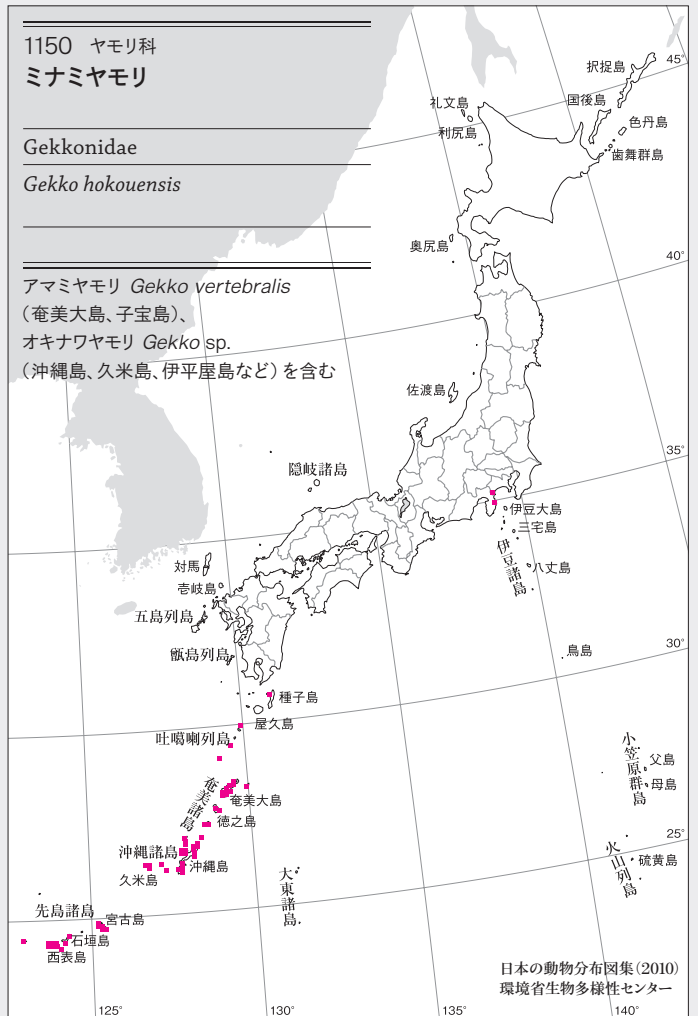 1150 ヤモリ科
ミナミヤモリ
Gekkonidae
Gekko hokouensis
アマミヤモリ Gekko vertebralis
（奄美大島、子宝島）、
オキナワヤモリ Gekko sp.
（沖縄島、久米島、伊平屋島など）を含む
択捉島
45°
国後島
礼文島
色丹島
利尻島
歯舞群島
奥尻島
40°
佐渡島
35°
隠岐諸島
伊豆大島
三宅島
伊豆諸島
八丈島
対馬
壱岐島
五島列島
甑島列島
鳥島
30°
種子島
屋久島
吐噶喇列島
小笠原群島
父島
母島
奄美諸島
奄美大島
徳之島
25°
沖縄諸島
沖縄島
久米島
火山列島
硫黄島
大東諸島
先島諸島
宮古島
石垣島
西表島
日本の動物分布図集（2010）
環境省生物多様性センター
125°
130°
135°
140°